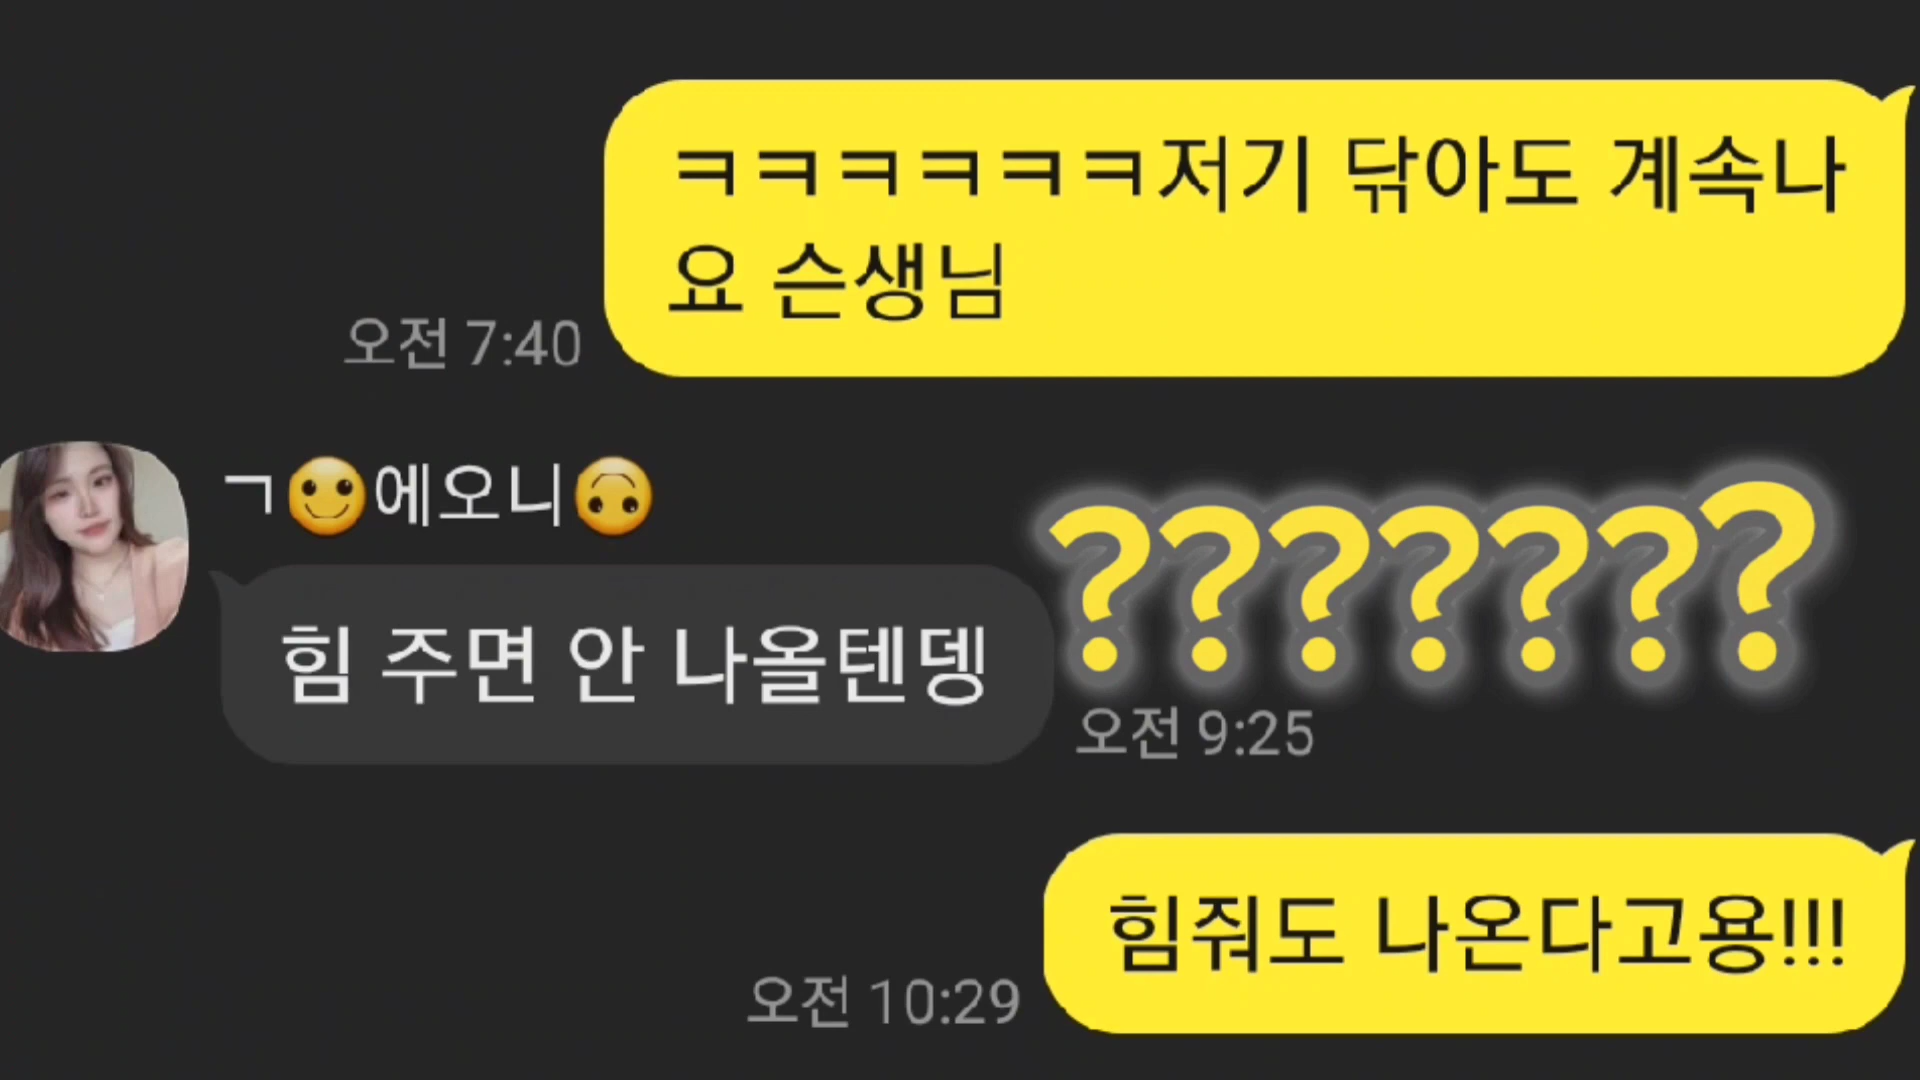 ㅋㅋㅋㅋㅋㅋ저기 닦아도 계속나
요 슨생님
오전 7:40
ㄱ🙂에오니🙃
힘 주면 안 나올텐뎅
???????
오전 9:25
힘줘도 나온다고용!!!
오전 10:29